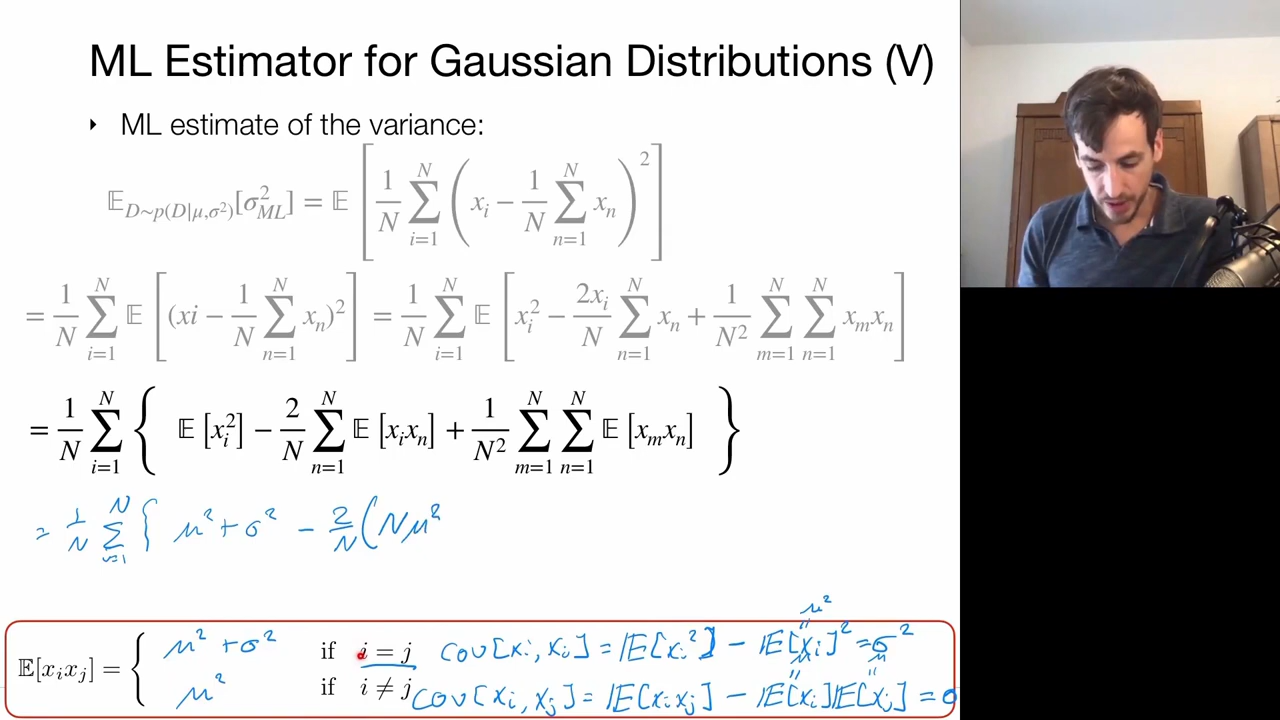 ML Estimator for Gaussian Distributions (V)
‣ ML estimate of the variance:
𝔼_{D∼p(D|μ,σ²)}[σ²_{ML}] = 𝔼 [ 1/N ∑_{i=1}^{N} ( x_i − 1/N ∑_{n=1}^{N} x_n )² ]
= 1/N ∑_{i=1}^{N} 𝔼 [ (xi − 1/N ∑_{n=1}^{N} x_n)² ] = 1/N ∑_{i=1}^{N} 𝔼 [ x_i² − 2x_i/N ∑_{n=1}^{N} x_n + 1/N² ∑_{m=1}^{N} ∑_{n=1}^{N} x_m x_n ]
= 1/N ∑_{i=1}^{N} { 𝔼 [x_i²] − 2/N ∑_{n=1}^{N} 𝔼 [x_i x_n] + 1/N² ∑_{m=1}^{N} ∑_{n=1}^{N} 𝔼 [x_m x_n] }
= 1/N ∑_{i=1}^{N} { μ² + σ² − 2/N ( N μ²
μ²
μ² + σ² if i = j cov[x_i, x_i] = 𝔼[x_i²] − 𝔼[x_i]² = σ²
𝔼[x_i x_j] = {
μ μ
μ² if i ≠ j cov[x_i, x_j] = 𝔼[x_i x_j] − 𝔼[x_i]𝔼[x_j] = 0